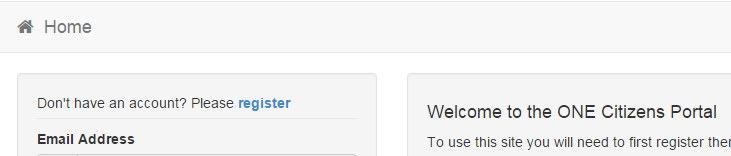 Home
Don't have an account? Please register
Email Address
Welcome to the ONE Citizens Portal
To use this site you will need to first register